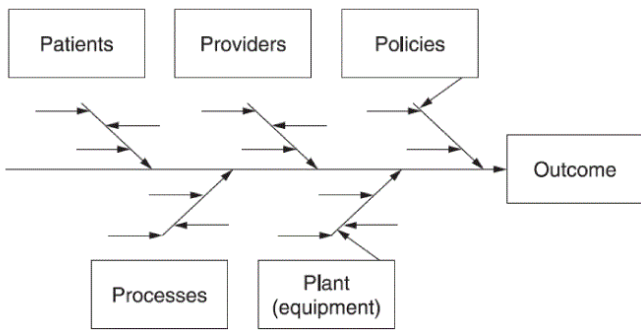 Patients
Providers
Policies
Outcome
Processes
Plant
(equipment)